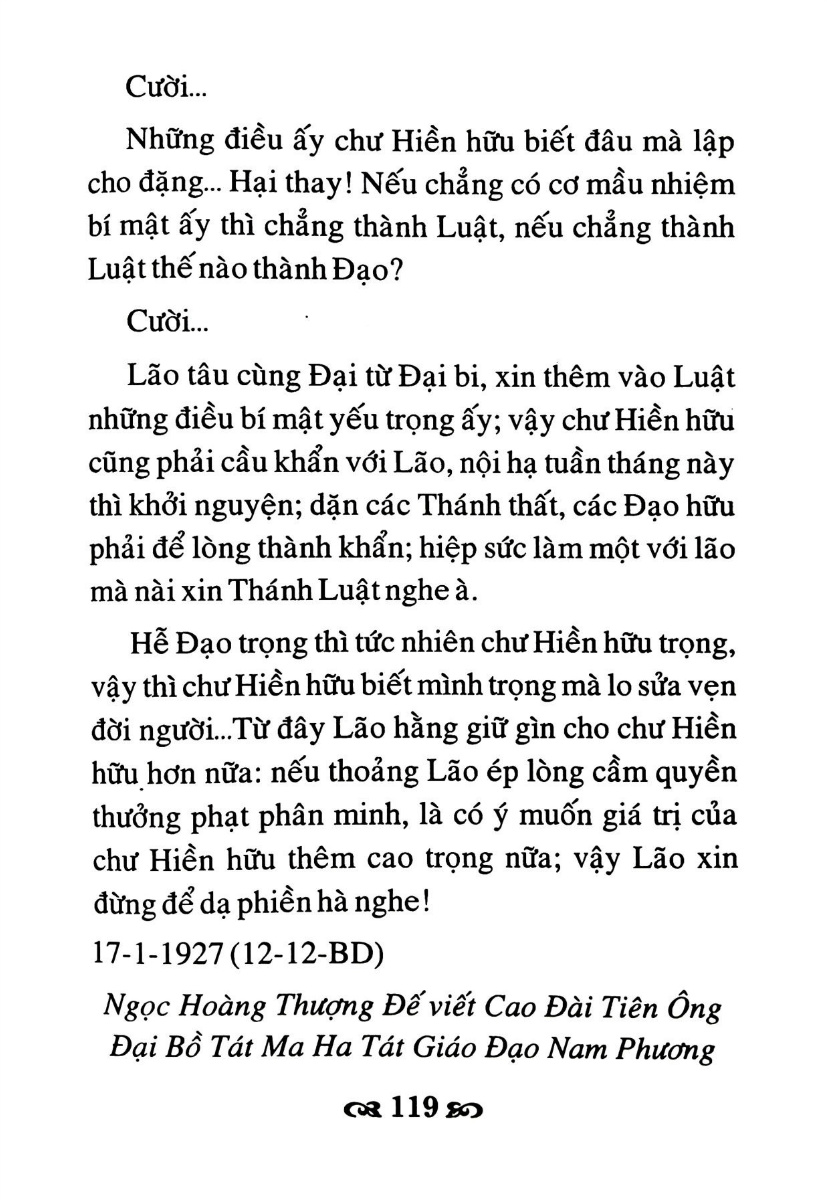 Cười...
Những điều ấy chư Hiền hữu biết đâu mà lập
cho đặng... Hại thay! Nếu chẳng có cơ mầu nhiệm
bí mật ấy thì chẳng thành Luật, nếu chẳng thành
Luật thế nào thành Đạo?
Cười...
Lão tâu cùng Đại từ Đại bi, xin thêm vào Luật
những điều bí mật yếu trọng ấy; vậy chư Hiền hữu
cũng phải cầu khẩn với Lão, nội hạ tuần tháng này
thì khởi nguyện; dặn các Thánh thất, các Đạo hữu
phải để lòng thành khẩn; hiệp sức làm một với lão
mà nài xin Thánh Luật nghe à.
Hễ Đạo trọng thì tức nhiên chư Hiền hữu trọng,
vậy thì chư Hiền hữu biết mình trọng mà lo sửa vẹn
đời người...Từ đây Lão hằng giữ gìn cho chư Hiền
hữu hơn nữa: nếu thoảng Lão ép lòng cầm quyền
thưởng phạt phân minh, là có ý muốn giá trị của
chư Hiền hữu thêm cao trọng nữa; vậy Lão xin
đừng để dạ phiền hà nghe!
17-1-1927 (12-12-BD)
Ngọc Hoàng Thượng Đế viết Cao Đài Tiên Ông
Đại Bồ Tát Ma Ha Tát Giáo Đạo Nam Phương
119